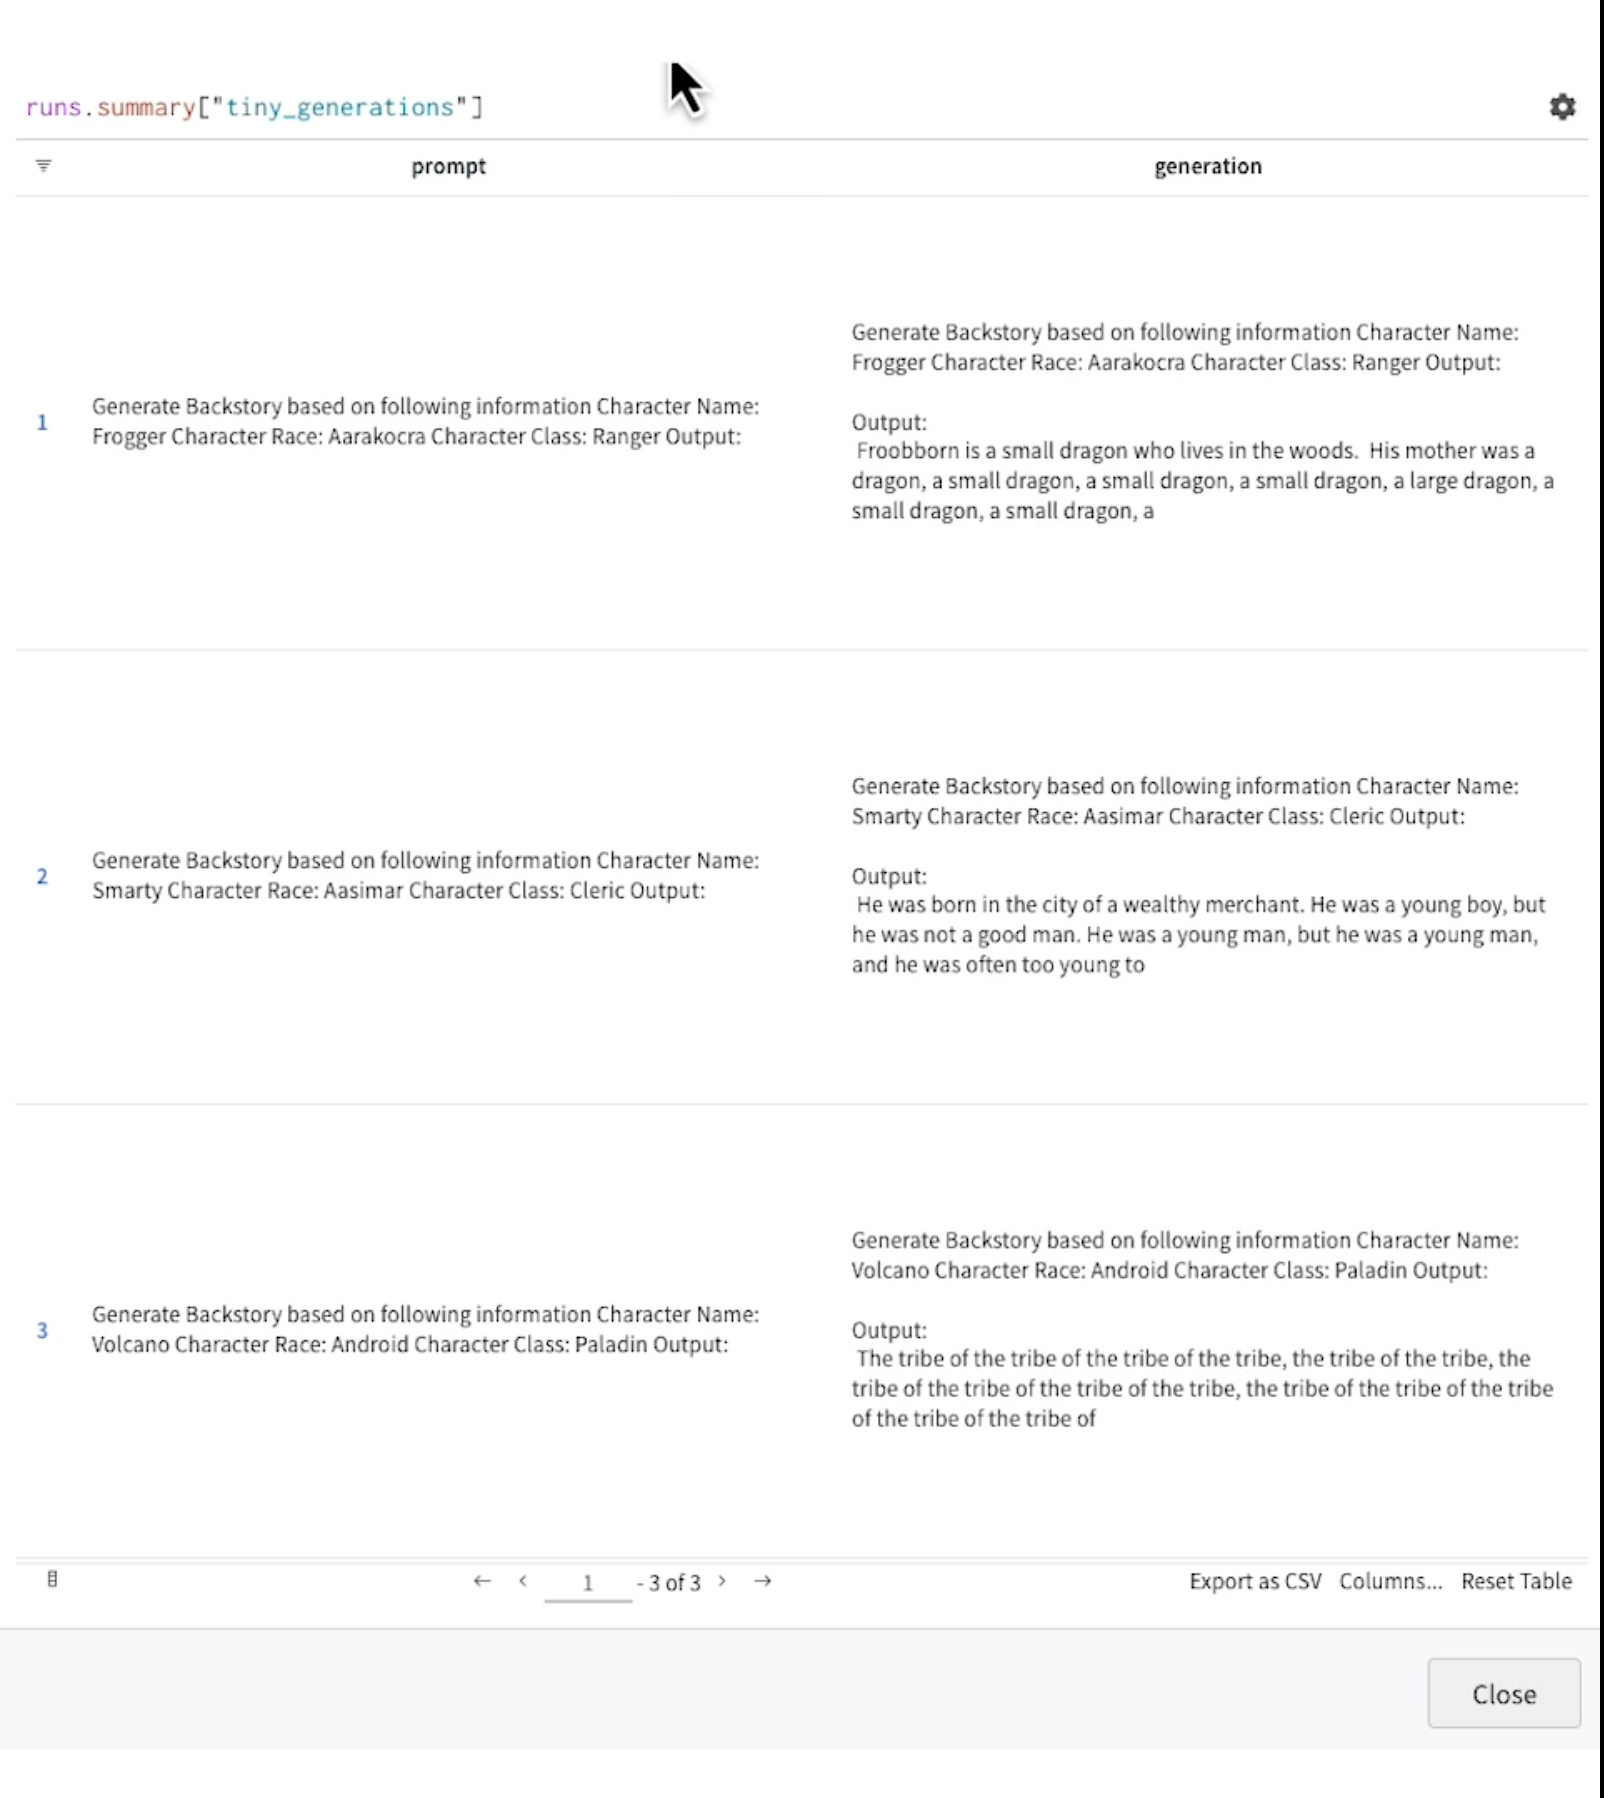 runs.summary["tiny_generations"]
prompt
generation
1
Generate Backstory based on following information Character Name:
Frogger Character Race: Aarakocra Character Class: Ranger Output:
Generate Backstory based on following information Character Name:
Frogger Character Race: Aarakocra Character Class: Ranger Output:
Output:
Froobborn is a small dragon who lives in the woods.  His mother was a
dragon, a small dragon, a small dragon, a small dragon, a large dragon, a
small dragon, a small dragon, a
2
Generate Backstory based on following information Character Name:
Smarty Character Race: Aasimar Character Class: Cleric Output:
Generate Backstory based on following information Character Name:
Smarty Character Race: Aasimar Character Class: Cleric Output:
Output:
He was born in the city of a wealthy merchant. He was a young boy, but
he was not a good man. He was a young man, but he was a young man,
and he was often too young to
3
Generate Backstory based on following information Character Name:
Volcano Character Race: Android Character Class: Paladin Output:
Generate Backstory based on following information Character Name:
Volcano Character Race: Android Character Class: Paladin Output:
Output:
The tribe of the tribe of the tribe of the tribe, the tribe of the tribe, the
tribe of the tribe of the tribe of the tribe, the tribe of the tribe of the tribe
of the tribe of the tribe of
← < 1 - 3 of 3 > →
Export as CSV Columns... Reset Table
Close